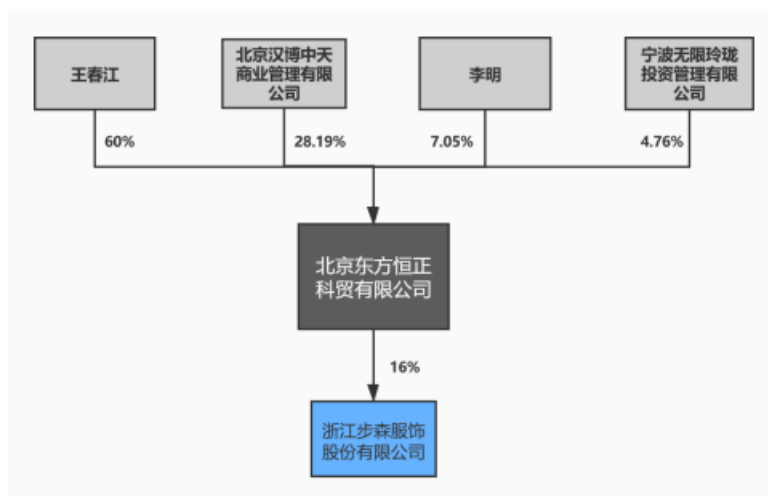 王春江
北京汉博中天
商业管理有限
公司
李明
宁波无限玲珑
投资管理有限
公司
60%
28.19%
7.05%
4.76%
北京东方恒正
科贸有限公司
16%
浙江步森服饰
股份有限公司